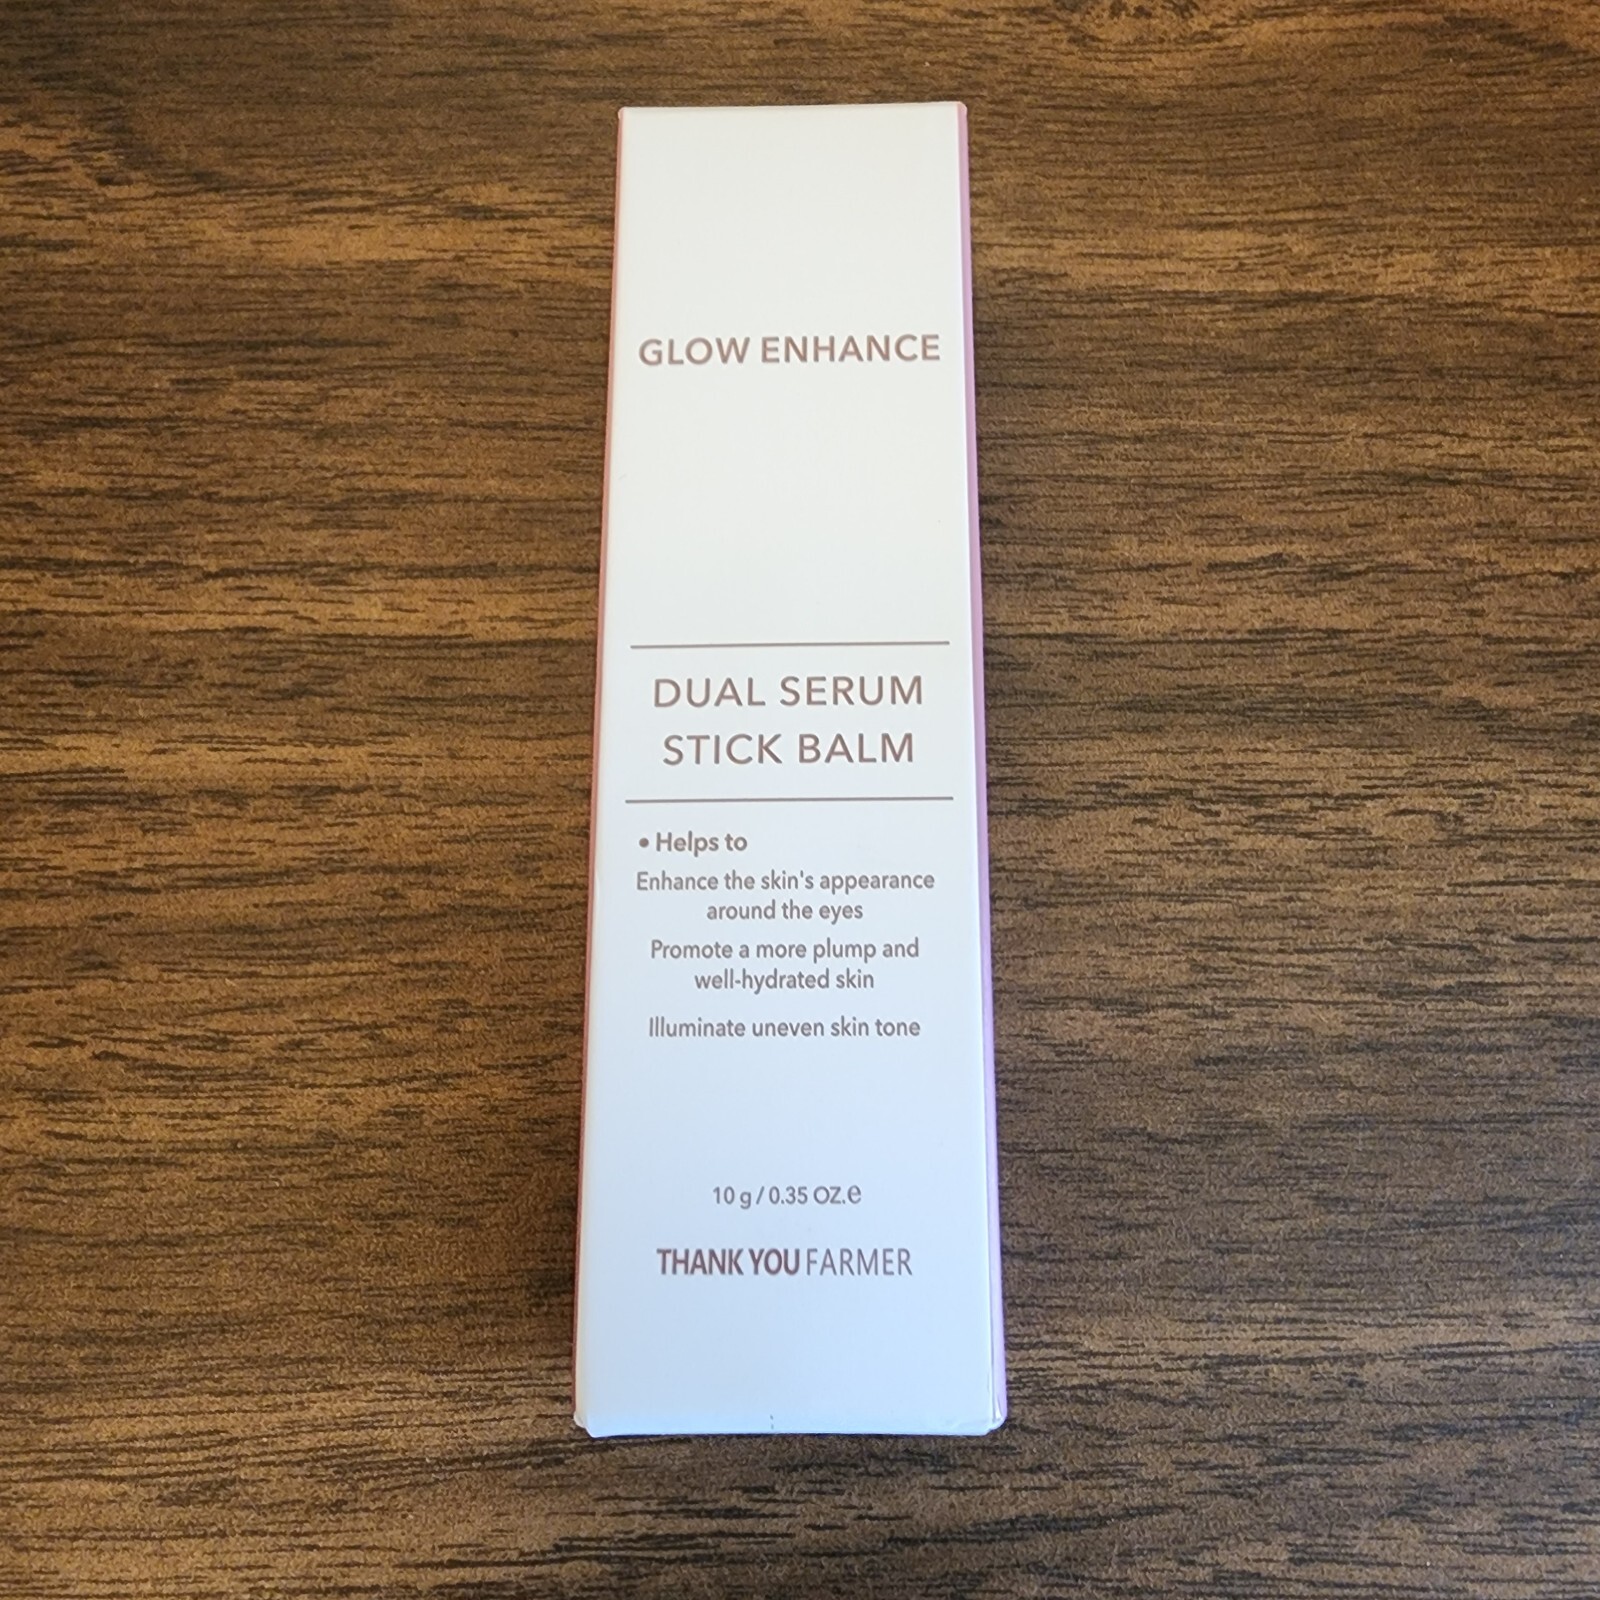 GLOW ENHANCE
DUAL SERUM
STICK BALM
• Helps to
Enhance the skin's appearance
around the eyes
Promote a more plump and
well-hydrated skin
Illuminate uneven skin tone
10 g / 0.35 OZ.e
THANK YOU FARMER